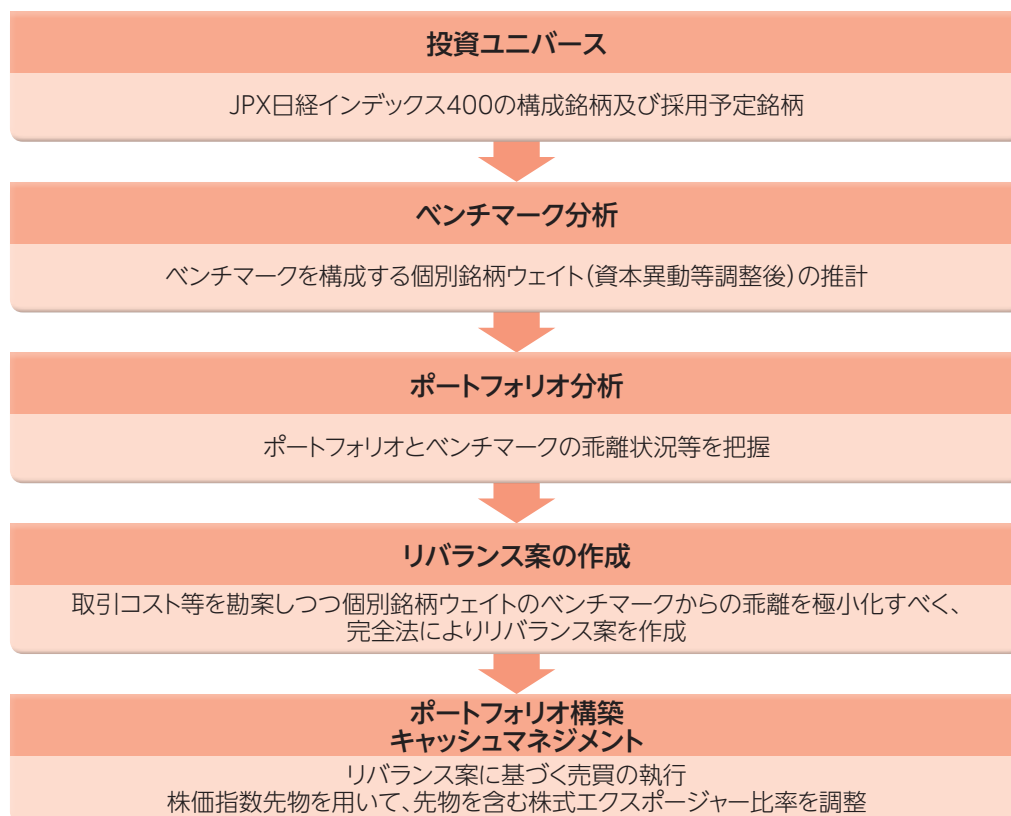 投資ユニバース
JPX日経インデックス400の構成銘柄及び採用予定銘柄
ベンチマーク分析
ベンチマークを構成する個別銘柄ウェイト(資本異動等調整後)の推計
ポートフォリオ分析
ポートフォリオとベンチマークの乖離状況等を把握
リバランス案の作成
取引コスト等を勘案しつつ個別銘柄ウェイトのベンチマークからの乖離を極小化すべく、
完全法によりリバランス案を作成
ポートフォリオ構築
キャッシュマネジメント
リバランス案に基づく売買の執行
株価指数先物を用いて、先物を含む株式エクスポージャー比率を調整